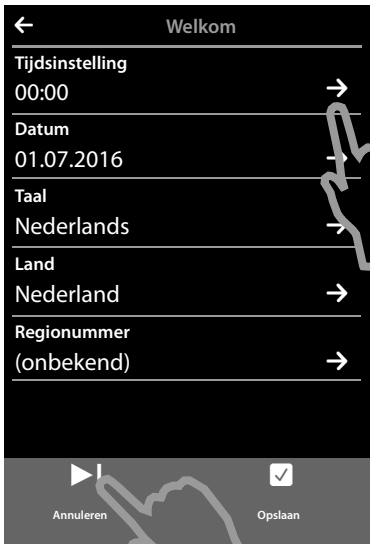 Welkom
Tijdsinstelling
00:00
Datum
01.07.2016
Taal
Nederlands
Land
Nederland
Regionummer
(onbekend)
Annuleren Opslaan